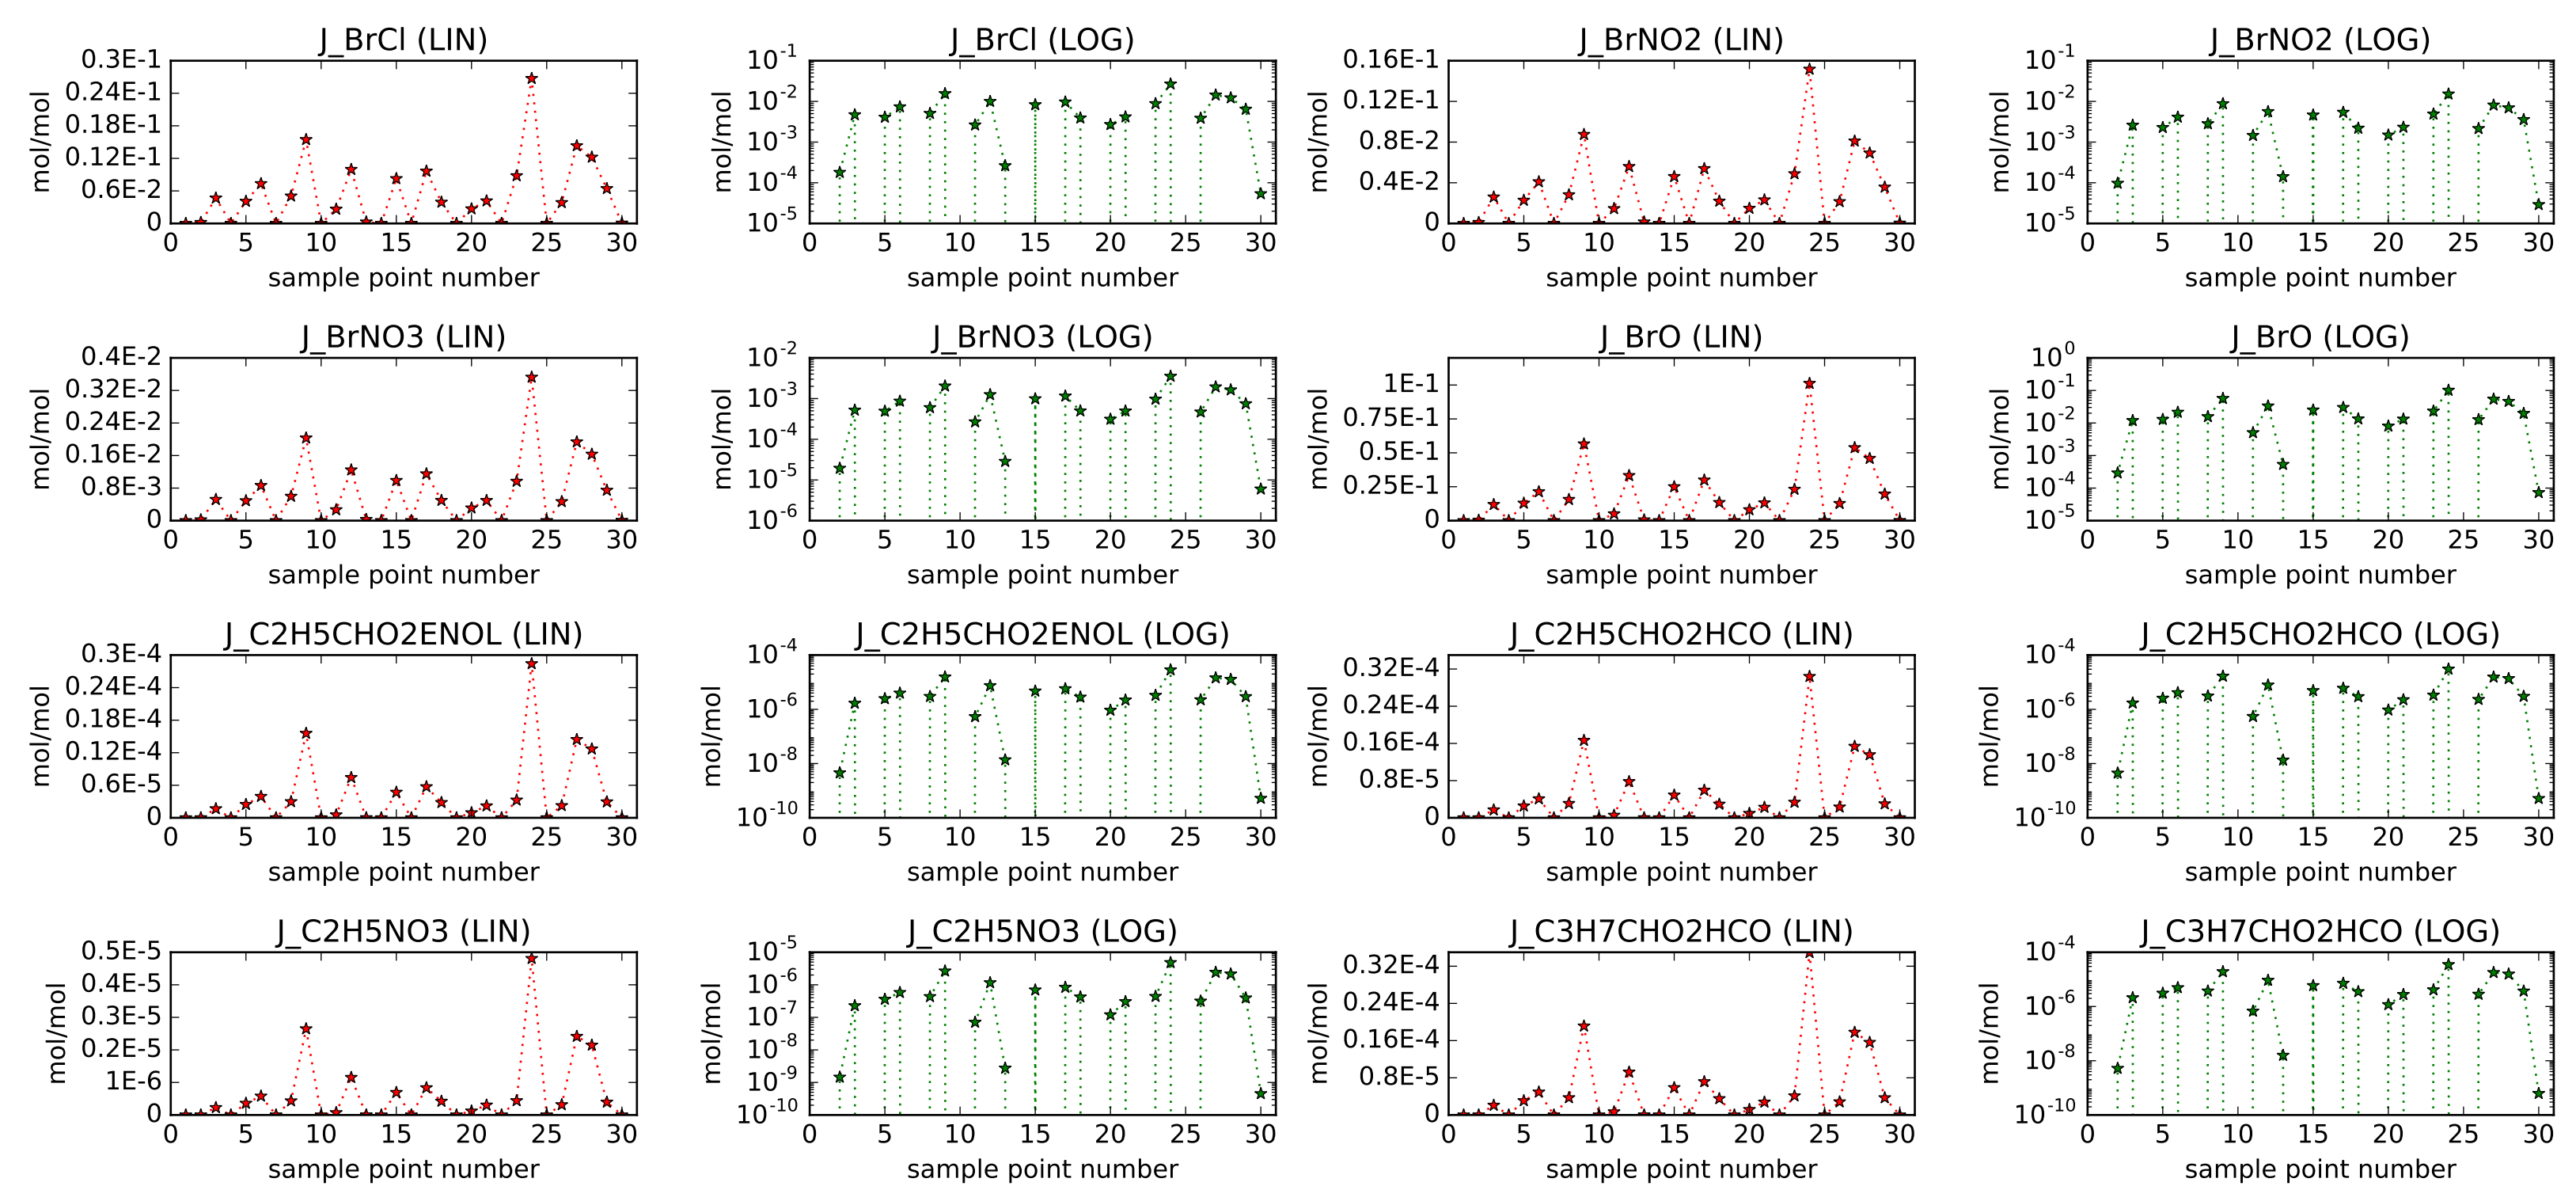 J_BrCl (LIN)
0.3E-1
0.24E-1
0.18E-1
0.12E-1
0.6E-2
0
mol/mol
0 5 10 15 20 25 30
sample point number
J_BrCl (LOG)
10⁻¹
10⁻²
10⁻³
10⁻⁴
10⁻⁵
mol/mol
0 5 10 15 20 25 30
sample point number
J_BrNO2 (LIN)
0.16E-1
0.12E-1
0.8E-2
0.4E-2
0
mol/mol
0 5 10 15 20 25 30
sample point number
J_BrNO2 (LOG)
10⁻¹
10⁻²
10⁻³
10⁻⁴
10⁻⁵
mol/mol
0 5 10 15 20 25 30
sample point number
J_BrNO3 (LIN)
0.4E-2
0.32E-2
0.24E-2
0.16E-2
0.8E-3
0
mol/mol
0 5 10 15 20 25 30
sample point number
J_BrNO3 (LOG)
10⁻²
10⁻³
10⁻⁴
10⁻⁵
10⁻⁶
mol/mol
0 5 10 15 20 25 30
sample point number
J_BrO (LIN)
1E-1
0.75E-1
0.5E-1
0.25E-1
0
mol/mol
0 5 10 15 20 25 30
sample point number
J_BrO (LOG)
10⁰
10⁻¹
10⁻²
10⁻³
10⁻⁴
10⁻⁵
mol/mol
0 5 10 15 20 25 30
sample point number
J_C2H5CHO2ENOL (LIN)
0.3E-4
0.24E-4
0.18E-4
0.12E-4
0.6E-5
0
mol/mol
0 5 10 15 20 25 30
sample point number
J_C2H5CHO2ENOL (LOG)
10⁻⁴
10⁻⁶
10⁻⁸
10⁻¹⁰
mol/mol
0 5 10 15 20 25 30
sample point number
J_C2H5CHO2HCO (LIN)
0.32E-4
0.24E-4
0.16E-4
0.8E-5
0
mol/mol
0 5 10 15 20 25 30
sample point number
J_C2H5CHO2HCO (LOG)
10⁻⁴
10⁻⁶
10⁻⁸
10⁻¹⁰
mol/mol
0 5 10 15 20 25 30
sample point number
J_C2H5NO3 (LIN)
0.5E-5
0.4E-5
0.3E-5
0.2E-5
1E-6
0
mol/mol
0 5 10 15 20 25 30
sample point number
J_C2H5NO3 (LOG)
10⁻⁵
10⁻⁶
10⁻⁷
10⁻⁸
10⁻⁹
10⁻¹⁰
mol/mol
0 5 10 15 20 25 30
sample point number
J_C3H7CHO2HCO (LIN)
0.32E-4
0.24E-4
0.16E-4
0.8E-5
0
mol/mol
0 5 10 15 20 25 30
sample point number
J_C3H7CHO2HCO (LOG)
10⁻⁴
10⁻⁶
10⁻⁸
10⁻¹⁰
mol/mol
0 5 10 15 20 25 30
sample point number